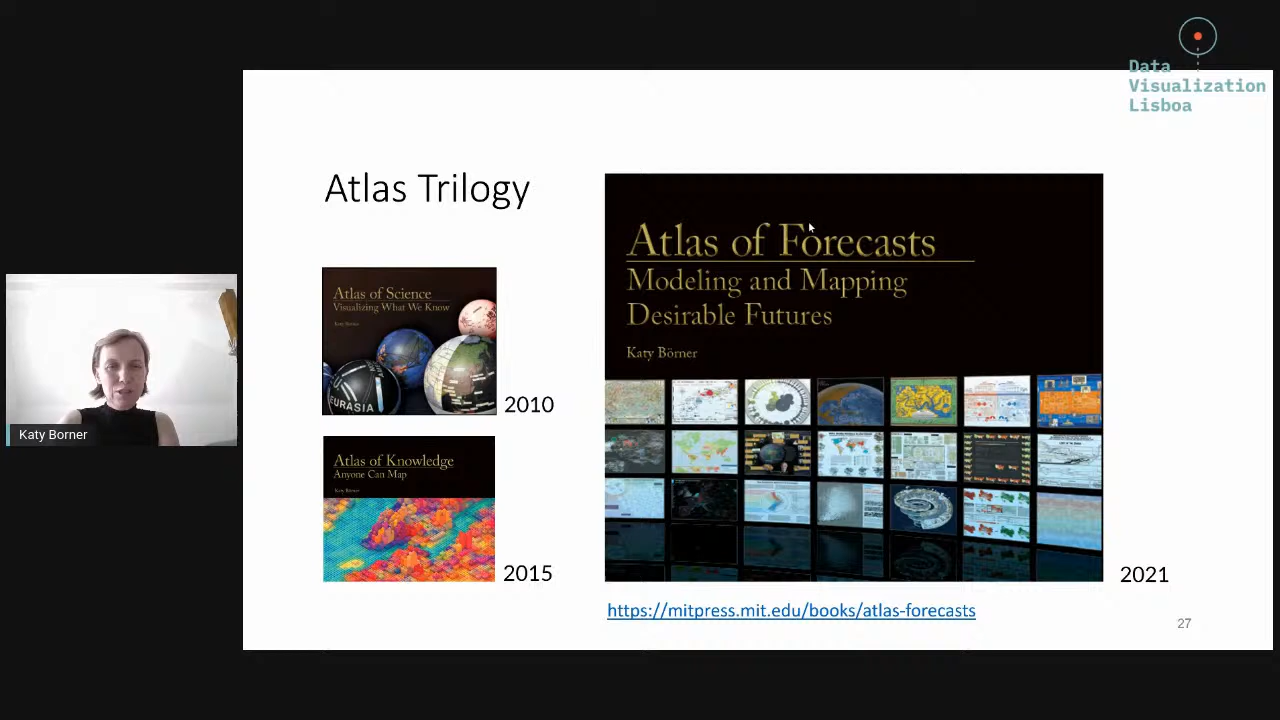 Data
Visualization
Lisboa
Atlas Trilogy
Atlas of Science
Visualizing What We Know
Katy Börner
EURASIA
2010
Atlas of Knowledge
Anyone Can Map
Katy Börner
2015
Atlas of Forecasts
Modeling and Mapping
Desirable Futures
Katy Börner
2021
https://mitpress.mit.edu/books/atlas-forecasts
27
Katy Borner